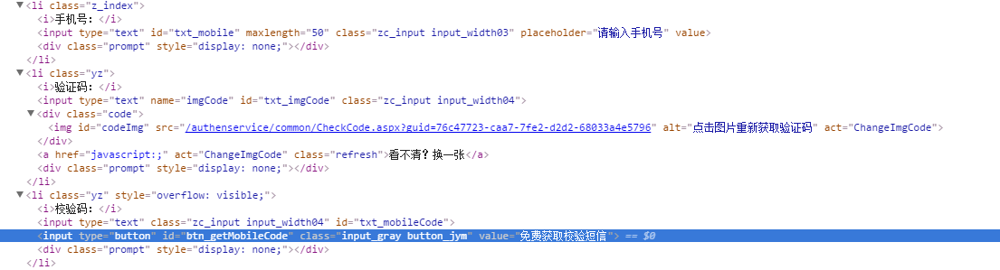 ▼<li class="z_index">
<i>手机号：</i>
<input type="text" id="txt_mobile" maxlength="50" class="zc_input input_width03" placeholder="请输入手机号" value>
<div class="prompt" style="display: none;"></div>
</li>
▼<li class="yz">
<i>验证码：</i>
<input type="text" name="imgCode" id="txt_imgCode" class="zc_input input_width04">
▼<div class="code">
<img id="codeImg" src="/authenservice/common/CheckCode.aspx?guid=76c47723-caa7-7fe2-d2d2-68033a4e5796" alt="点击图片重新获取验证码" act="ChangeImgCode">
</div>
<a href="javascript:;" act="ChangeImgCode" class="refresh">看不清？换一张</a>
<div class="prompt" style="display: none;"></div>
</li>
▼<li class="yz" style="overflow: visible;">
<i>校验码：</i>
<input type="text" class="zc_input input_width04" id="txt_mobileCode">
<input type="button" id="btn_getMobileCode" class="input_gray button_jym" value="免费获取校验短信"> == $0
<div class="prompt" style="display: none;"></div>
</li>